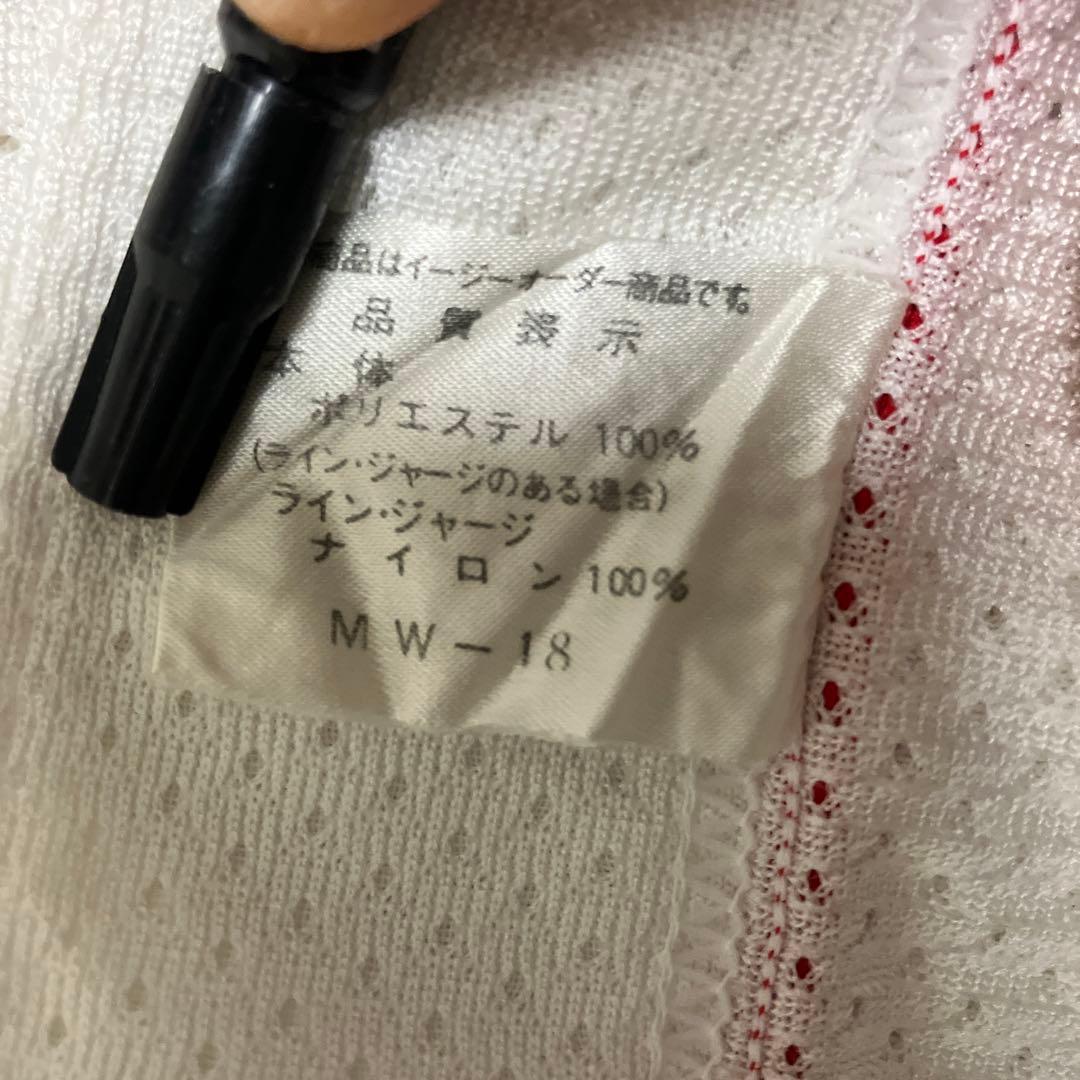 商品はイージーオーダー商品です。
品質表示
本体
ポリエステル 100%
(ライン・ジャージのある場合)
ライン・ジャージ
ナイロン 100%
MW-18